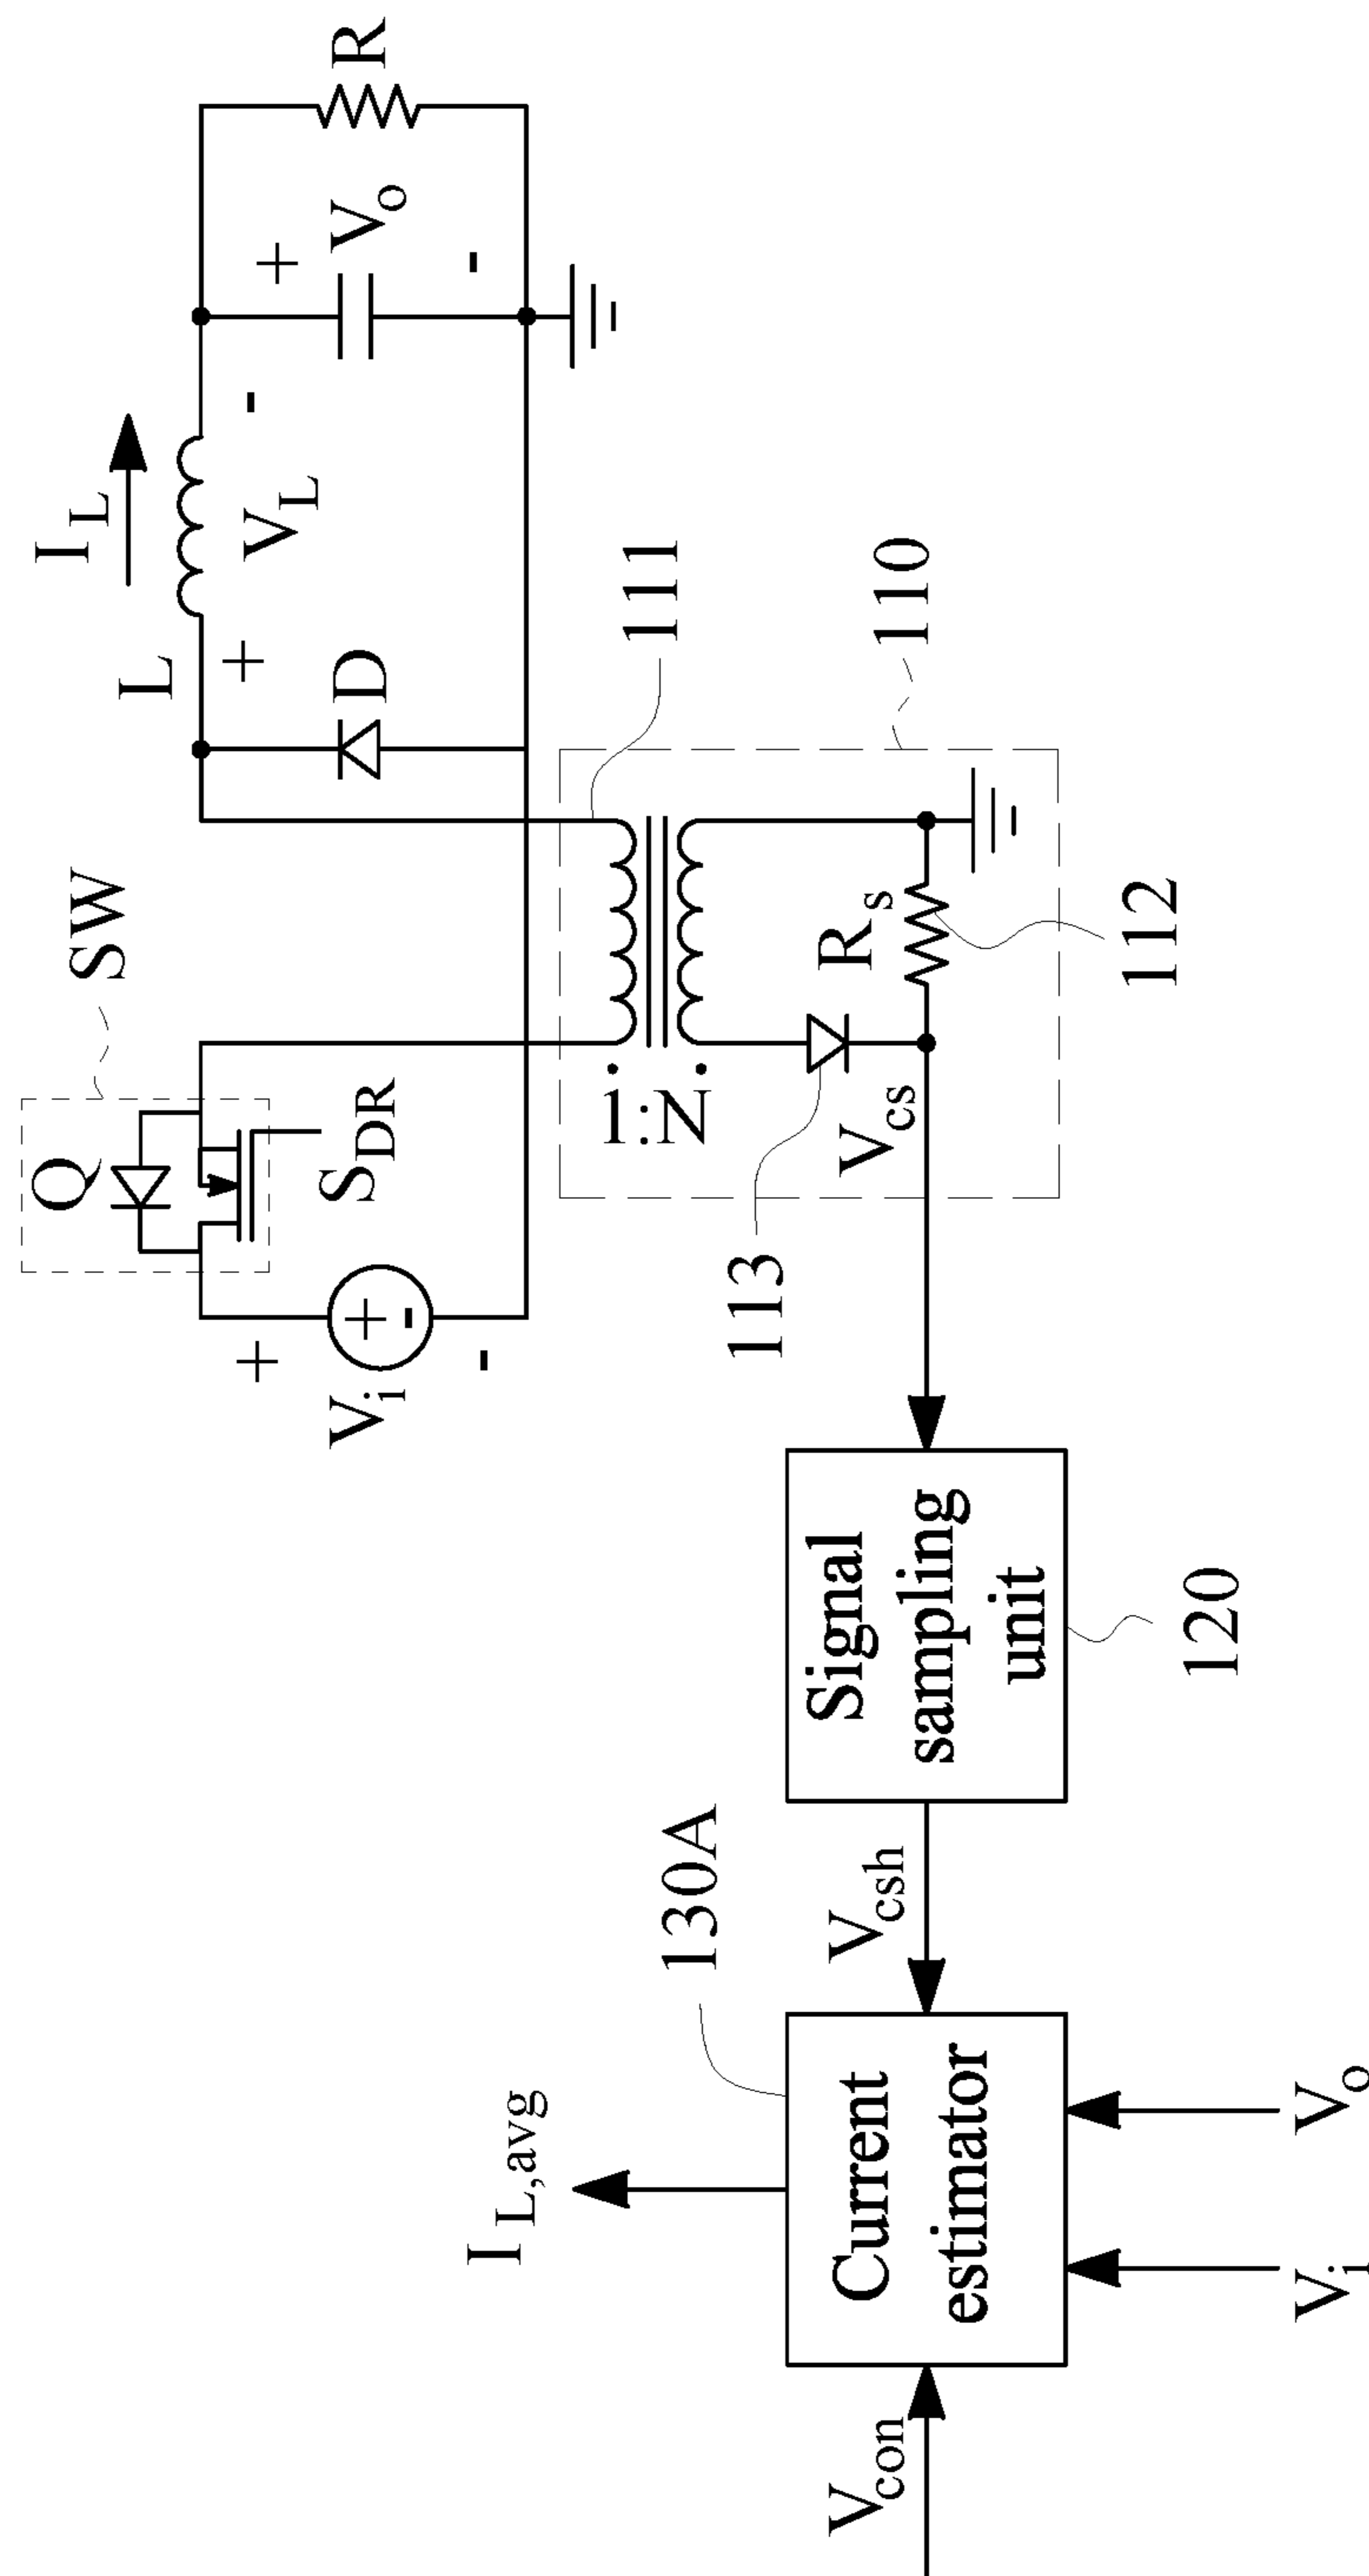 SW
Q
S_DR
V_i
+
-
+
-
L
I_L
+
V_L
-
D
+
V_o
-
R
111
110
1:N
R_s
112
113
V_cs
Signal
sampling
unit
120
V_csh
130A
I_L,avg
Current
estimator
V_con
V_i
V_o